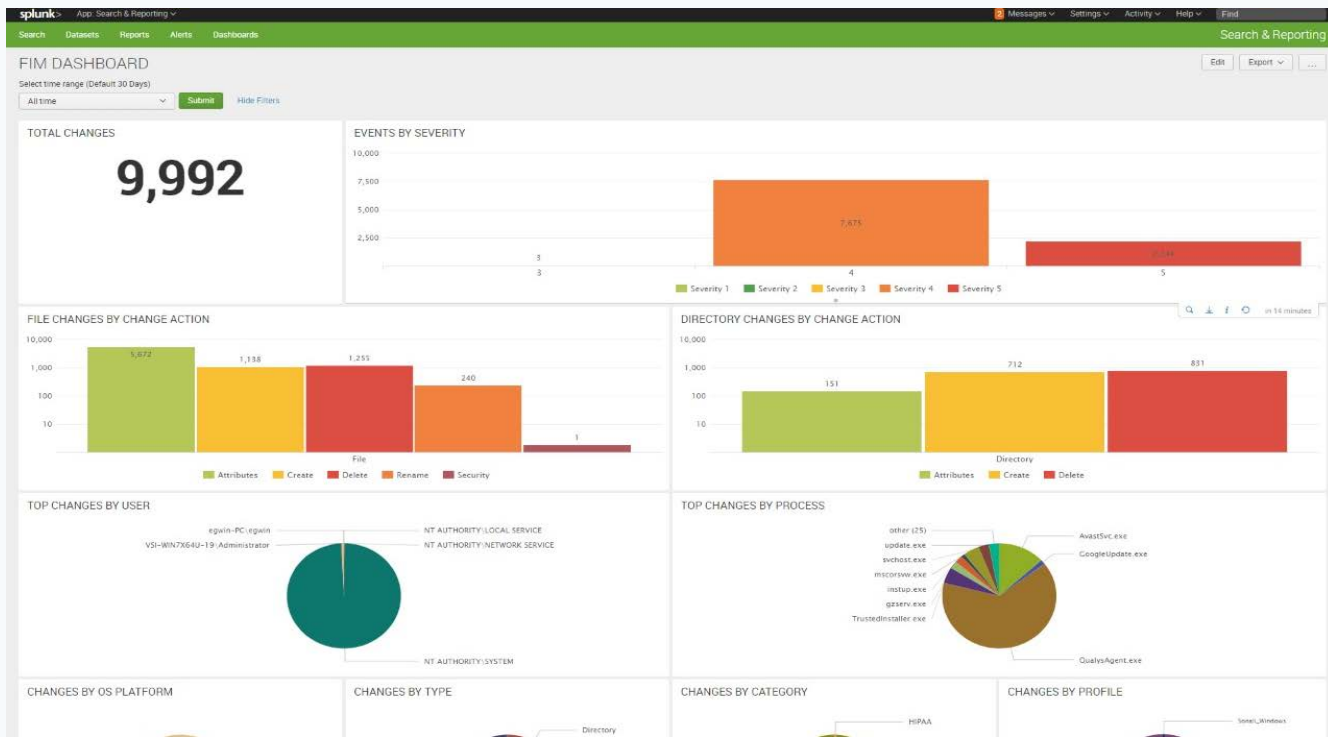 splunk> App: Search & Reporting
2 Messages Settings Activity Help Find
Search Datasets Reports Alerts Dashboards Search & Reporting
FIM DASHBOARD
Edit Export ...
Select time range (Default 30 Days)
All time Submit Hide Filters
TOTAL CHANGES
9,992
EVENTS BY SEVERITY
10,000
7,500
5,000
2,500
3
7,675
3 4 5
Severity 1 Severity 2 Severity 3 Severity 4 Severity 5
in 14 minutes
FILE CHANGES BY CHANGE ACTION
10,000
1,000
100
10
5,672 1,138 1,255 240 1
File
Attributes Create Delete Rename Security
DIRECTORY CHANGES BY CHANGE ACTION
10,000
1,000
100
10
151 712 831
Directory
Attributes Create Delete
TOP CHANGES BY USER
egwin-PC\egwin
VSI-WIN7X64U-19\Administrator
NT AUTHORITY\LOCAL SERVICE
NT AUTHORITY\NETWORK SERVICE
NT AUTHORITY\SYSTEM
TOP CHANGES BY PROCESS
other (25)
update.exe
svchost.exe
mscorsvw.exe
instup.exe
gzserv.exe
TrustedInstaller.exe
AvastSvc.exe
GoogleUpdate.exe
QualysAgent.exe
CHANGES BY OS PLATFORM
CHANGES BY TYPE
Directory
CHANGES BY CATEGORY
HIPAA
CHANGES BY PROFILE